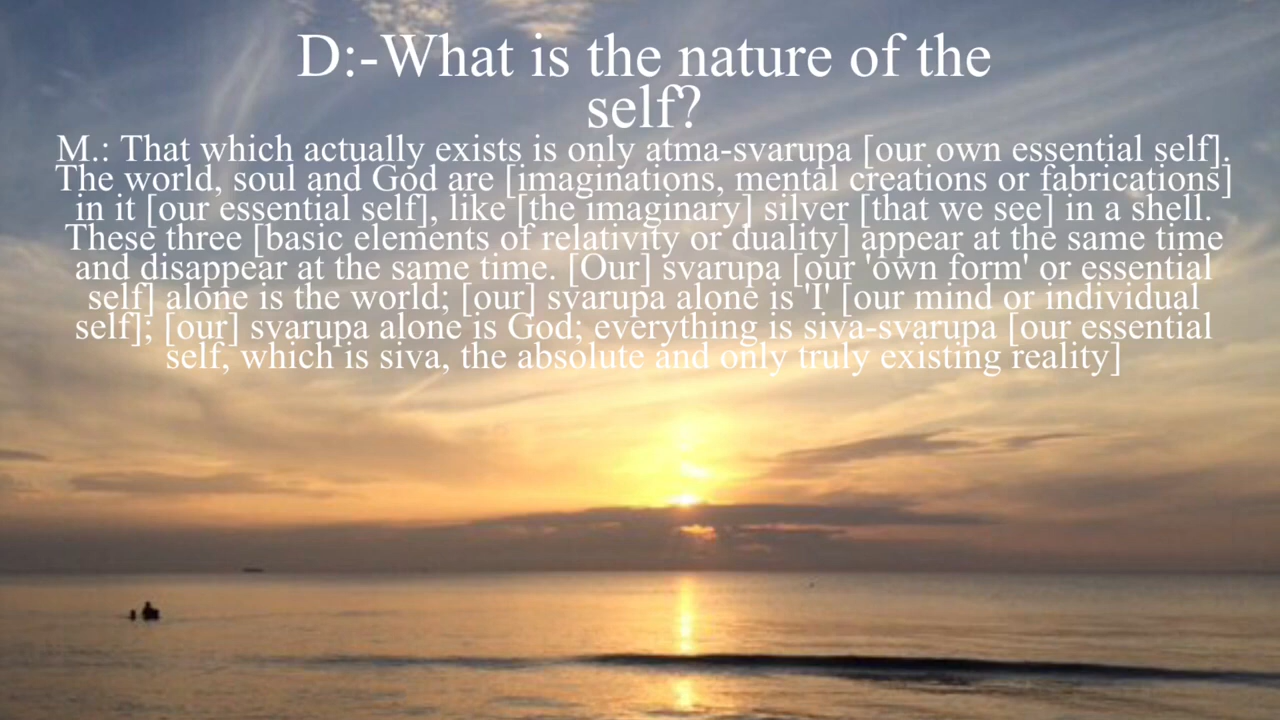 D:-What is the nature of the
self?
M.: That which actually exists is only atma-svarupa [our own essential self].
The world, soul and God are [imaginations, mental creations or fabrications]
in it [our essential self], like [the imaginary] silver [that we see] in a shell.
These three [basic elements of relativity or duality] appear at the same time
and disappear at the same time. [Our] svarupa [our 'own form' or essential
self] alone is the world; [our] svarupa alone is 'I' [our mind or individual
self]; [our] svarupa alone is God; everything is siva-svarupa [our essential
self, which is siva, the absolute and only truly existing reality]